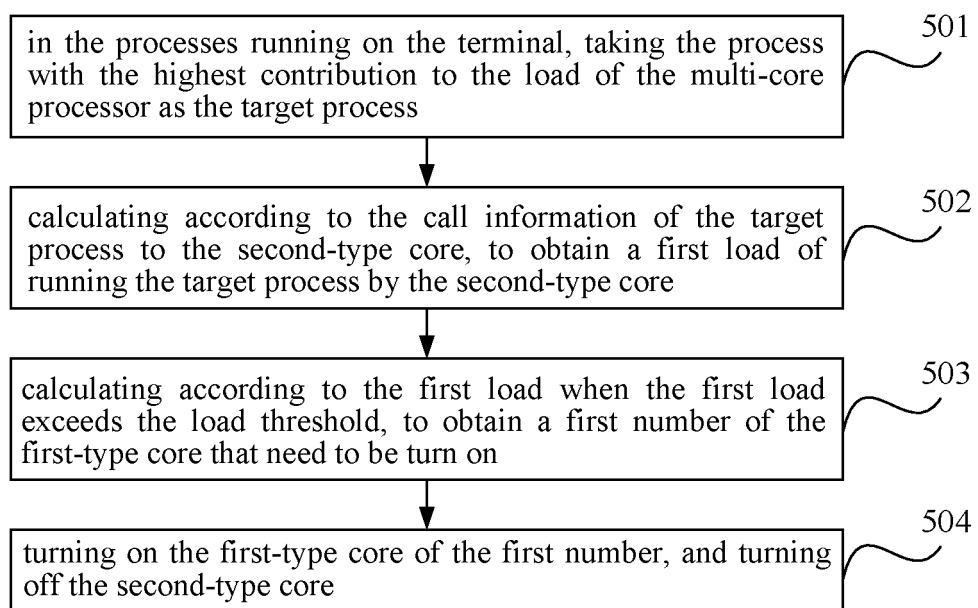 501
in the processes running on the terminal, taking the process
with the highest contribution to the load of the multi-core
processor as the target process
502
calculating according to the call information of the target
process to the second-type core, to obtain a first load of
running the target process by the second-type core
503
calculating according to the first load when the first load
exceeds the load threshold, to obtain a first number of the
first-type core that need to be turn on
504
turning on the first-type core of the first number, and turning
off the second-type core